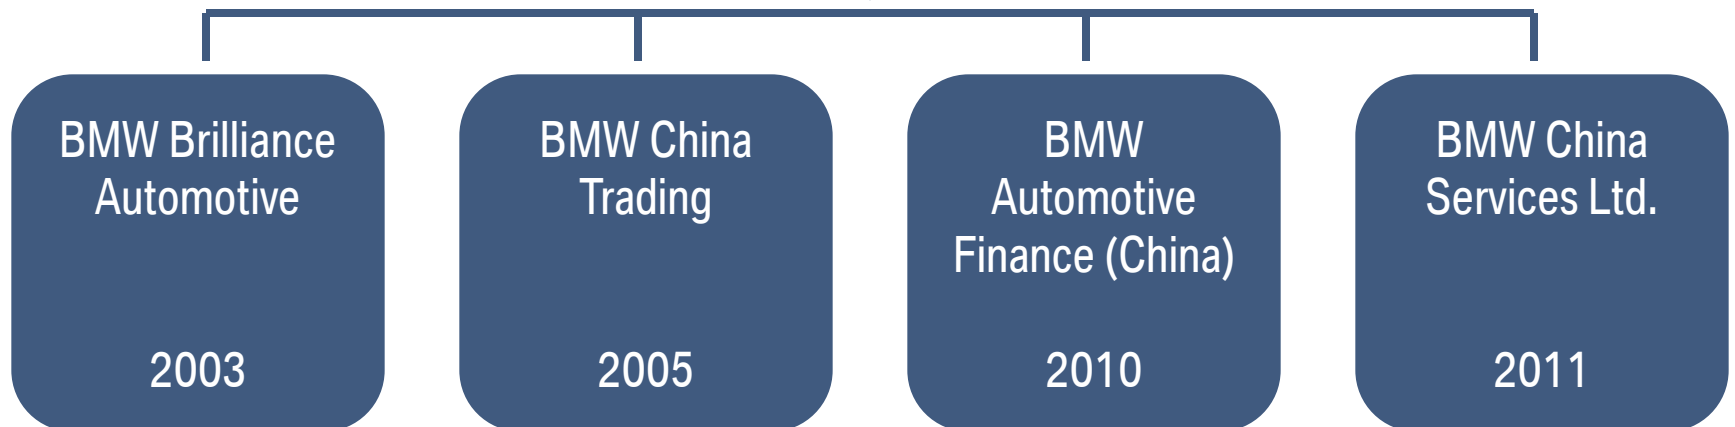 BMW Brilliance
Automotive
2003
BMW China
Trading
2005
BMW
Automotive
Finance (China)
2010
BMW China
Services Ltd.
2011